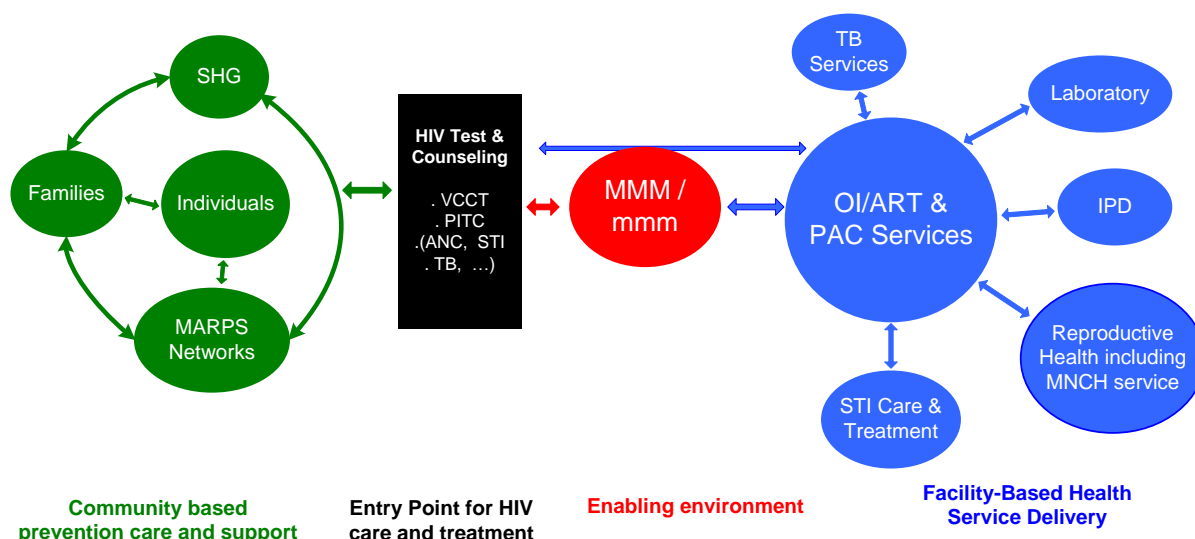 SHG
Families
Individuals
MARPS
Networks
HIV Test &
Counseling
. VCCT
. PITC
.(ANC, STI
. TB, …)
MMM /
mmm
TB
Services
Laboratory
OI/ART &
PAC Services
IPD
Reproductive
Health including
MNCH service
STI Care &
Treatment
Community based
prevention care and support
Entry Point for HIV
care and treatment
Enabling environment
Facility-Based Health
Service Delivery